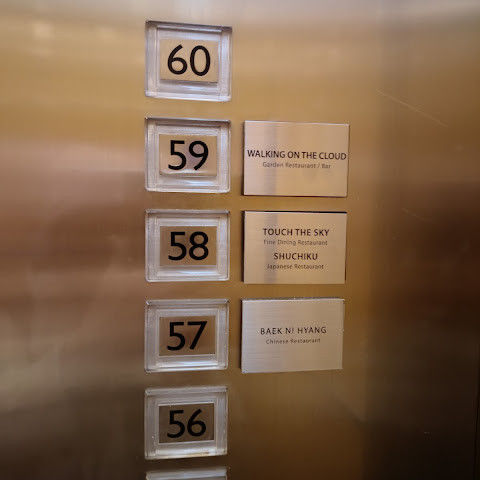 60
59
WALKING ON THE CLOUD
Garden Restaurant / Bar
58
TOUCH THE SKY
Fine Dining Restaurant
SHUCHIKU
Japanese Restaurant
57
BAEK NI HYANG
Chinese Restaurant
56